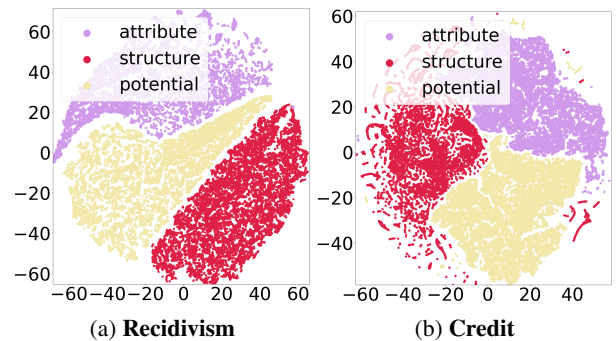 attribute
structure
potential
60
40
20
0
−20
−40
−60
−60 −40 −20 0 20 40 60
(a) Recidivism
attribute
structure
potential
60
40
20
0
−20
−40
−60 −40 −20 0 20 40
(b) Credit